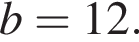 b = 12.